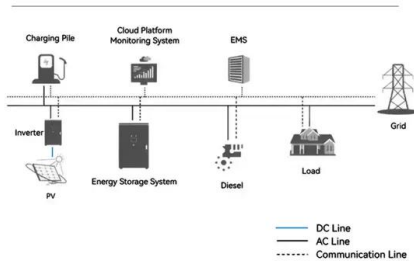 Charging Pile
Cloud Platform
Monitoring System
EMS
Grid
Inverter
PV
Energy Storage System
Diesel
Load
DC Line
AC Line
Communication Line